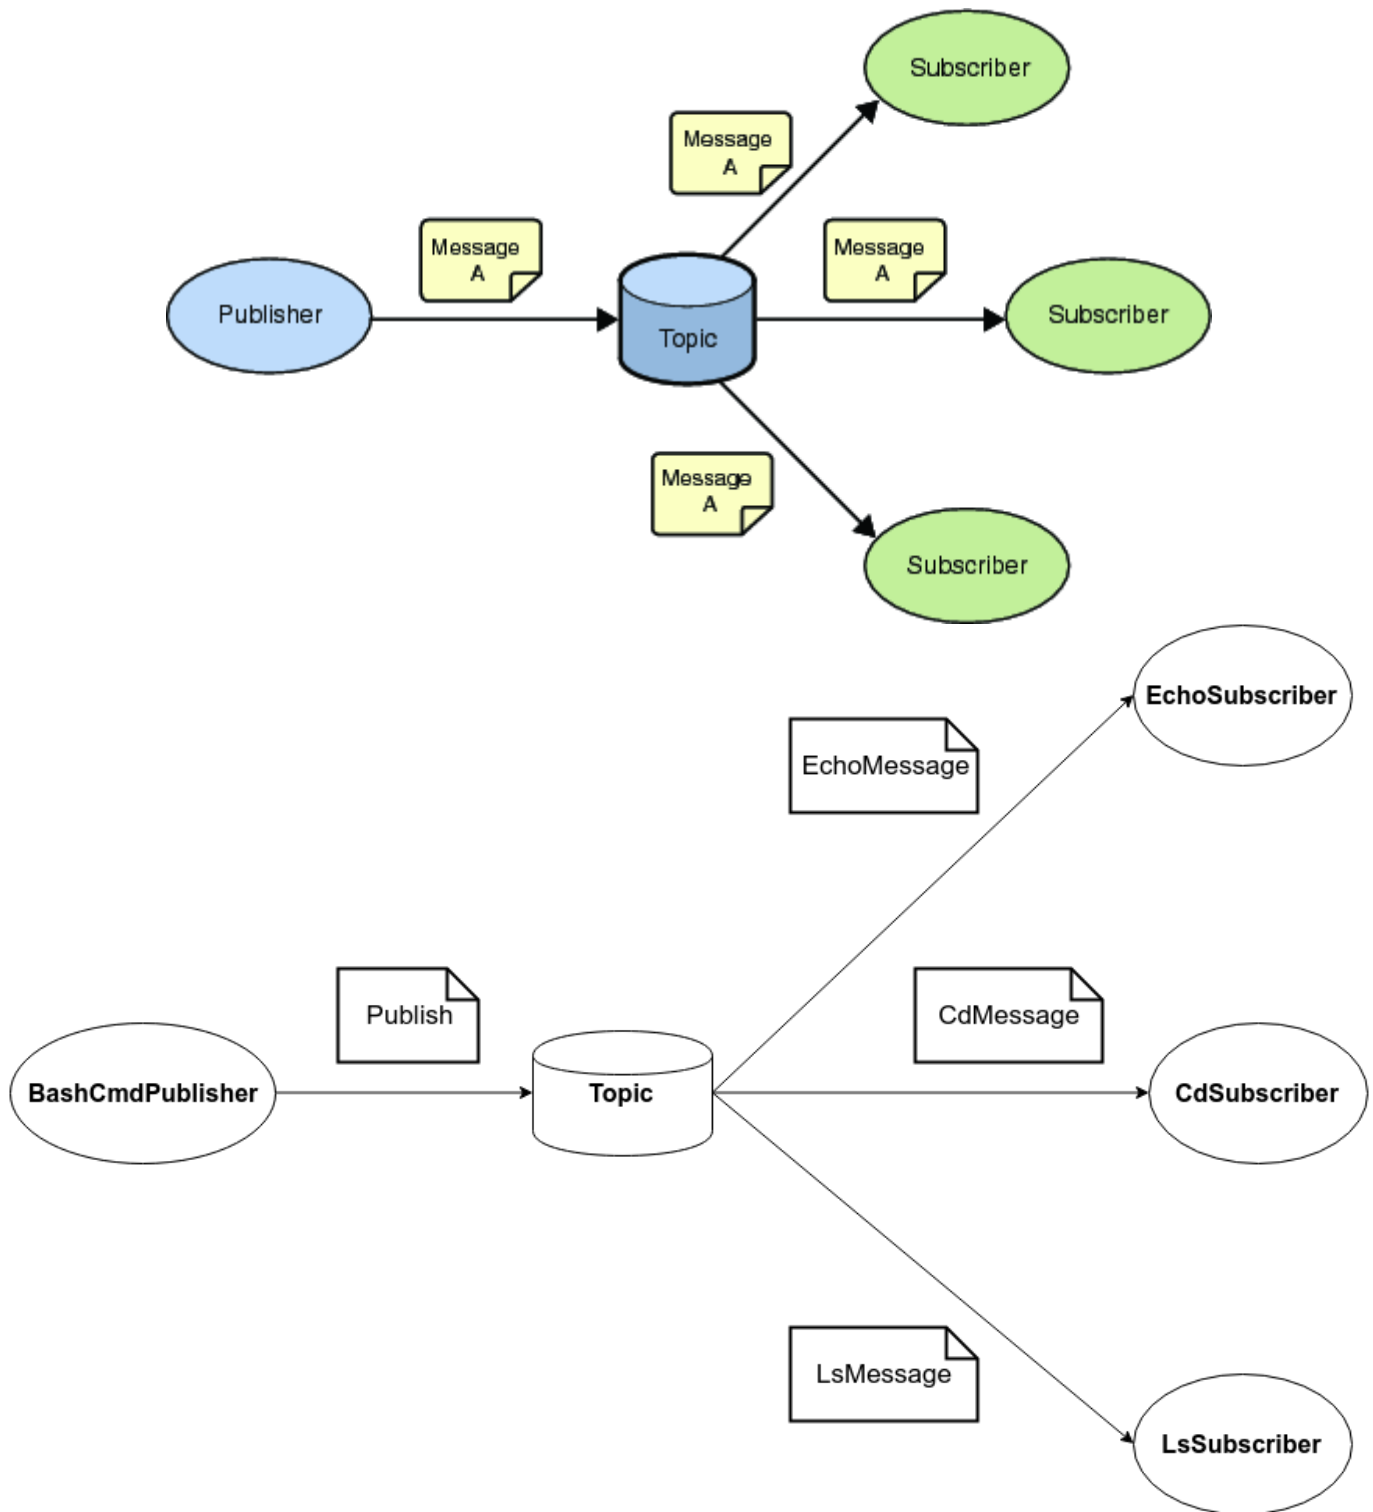 Subscriber
Message
A
Message
A
Message
A
Publisher
Topic
Subscriber
Message
A
Subscriber
EchoSubscriber
EchoMessage
Publish
CdMessage
BashCmdPublisher
Topic
CdSubscriber
LsMessage
LsSubscriber